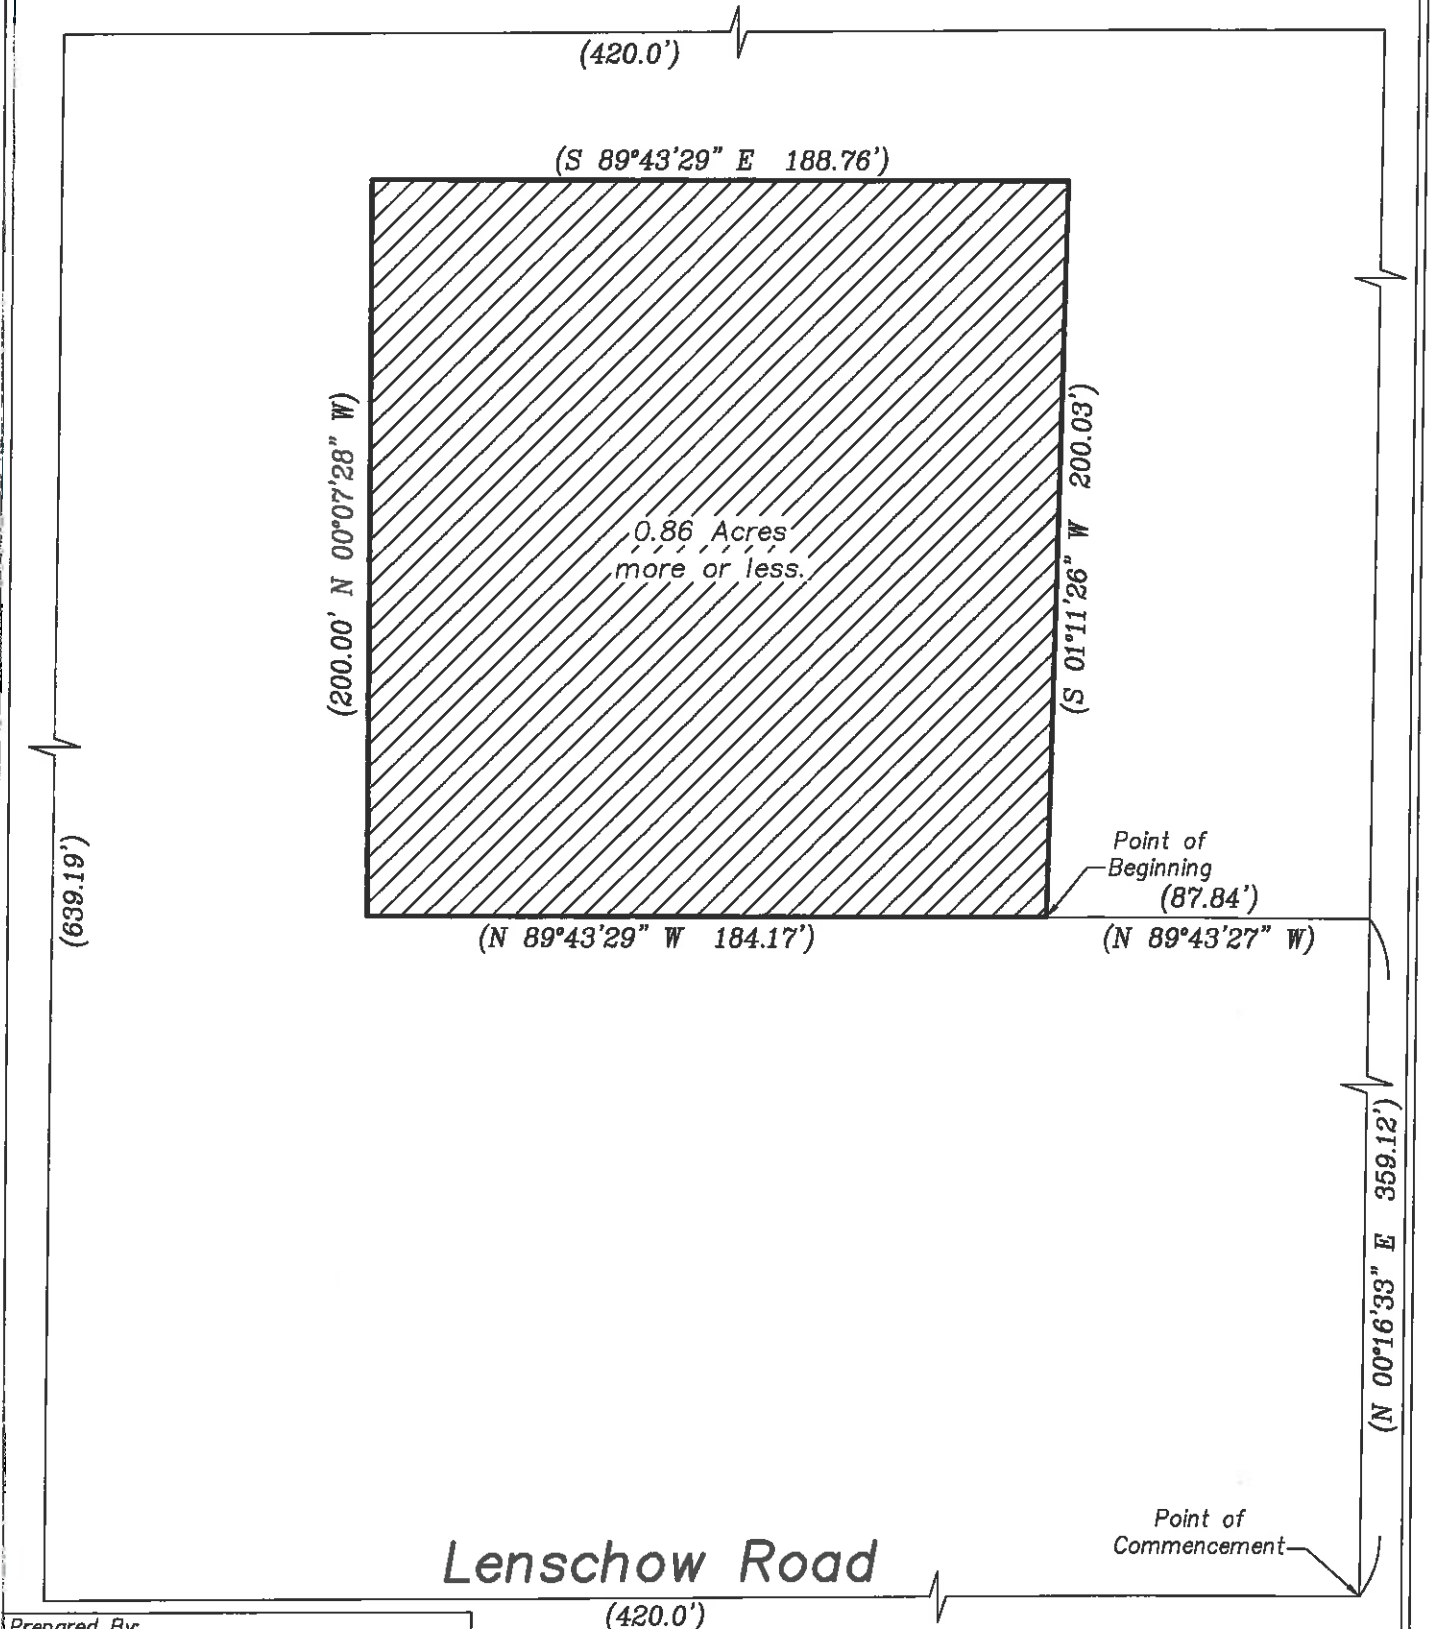 (420.0')
(S 89°43'29" E 188.76')
(200.00' N 00°07'28" W)
(S 01°11'26" W 200.03')
0.86 Acres
more or less.
(639.19')
Point of
Beginning
(87.84')
(N 89°43'29" W 184.17')
(N 89°43'27" W)
(N 00°16'33" E 359.12')
Point of
Commencement
Lenschow Road
(420.0')
Prepared By: